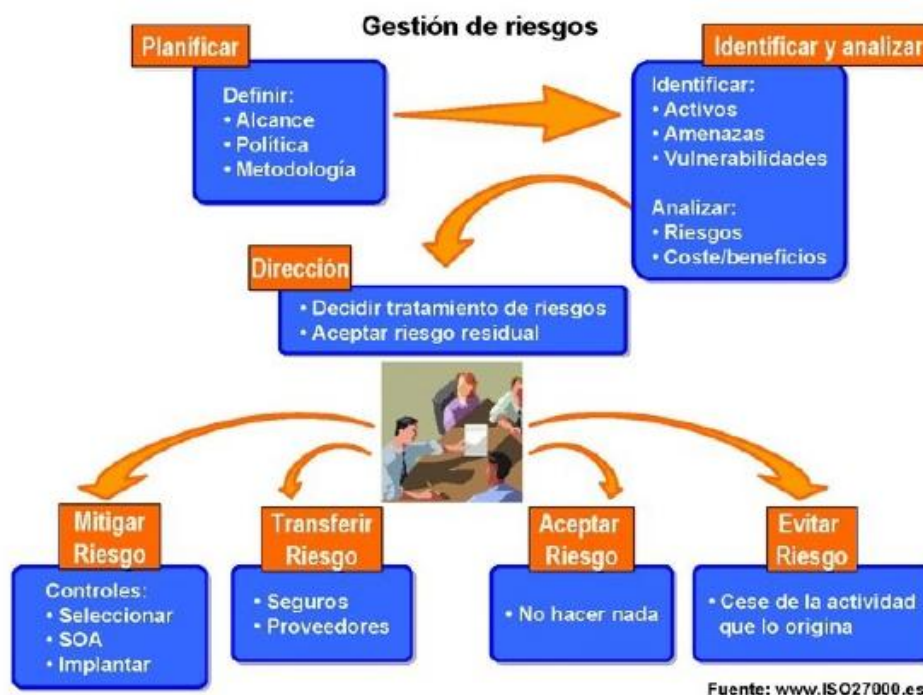 Gestión de riesgos
Planificar
Definir:
• Alcance
• Política
• Metodología
Identificar y analizar
Identificar:
• Activos
• Amenazas
• Vulnerabilidades
Analizar:
• Riesgos
• Coste/beneficios
Dirección
• Decidir tratamiento de riesgos
• Aceptar riesgo residual
Mitigar
Riesgo
Controles:
• Seleccionar
• SOA
• Implantar
Transferir
Riesgo
• Seguros
• Proveedores
Aceptar
Riesgo
• No hacer nada
Evitar
Riesgo
• Cese de la actividad
que lo origina
Fuente: www.ISO27000.es